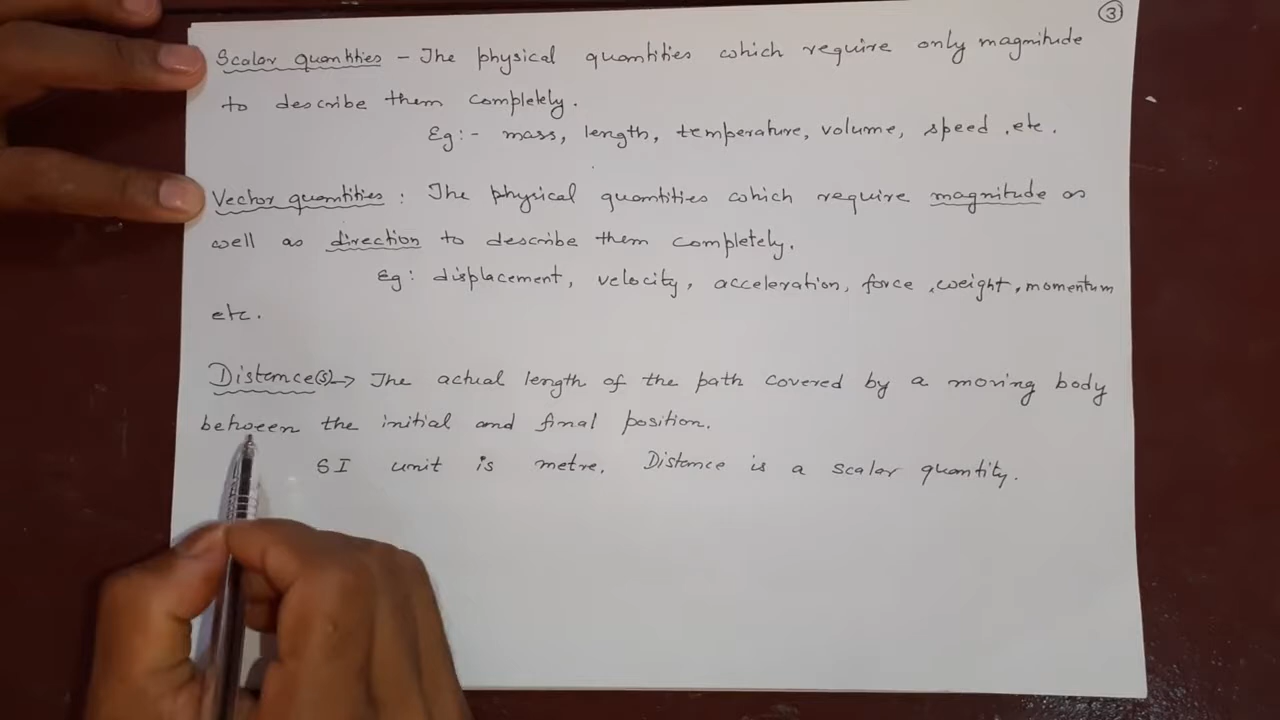 3
Scalar quantities - The physical quantities which require only magnitude
to describe them completely.
Eg:- mass, length, temperature, volume, speed, etc.
Vector quantities : The physical quantities which require magnitude as
well as direction to describe them completely.
Eg: displacement, velocity, acceleration, force, weight, momentum
etc.
Distance(s)→ The actual length of the path covered by a moving body
between the initial and final position.
SI unit is metre. Distance is a scalar quantity.